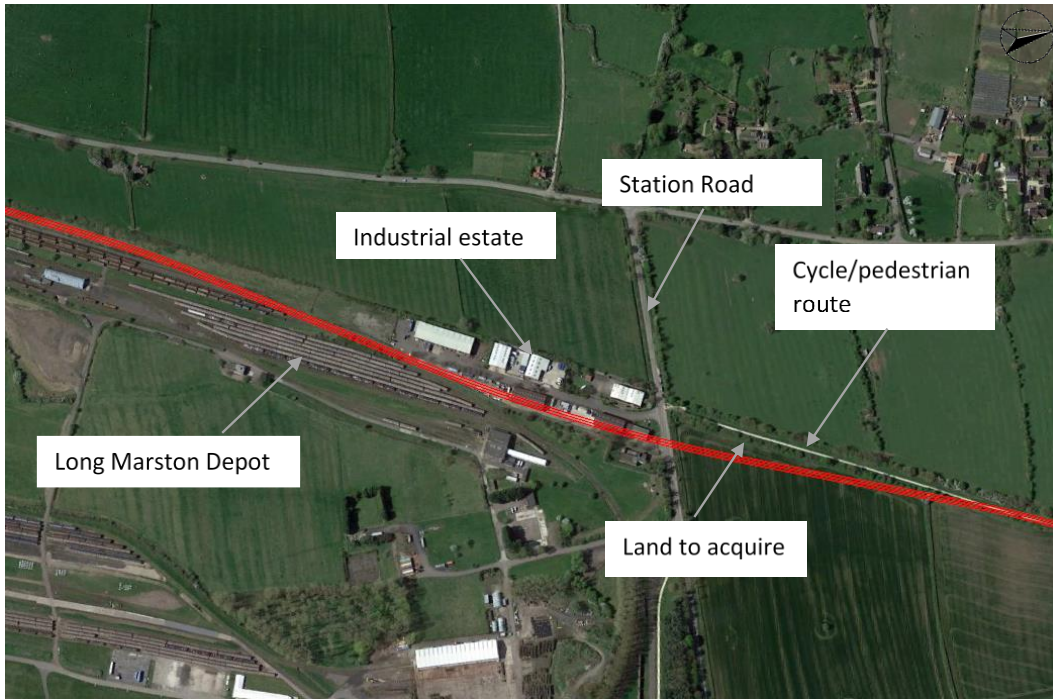 Station Road
Industrial estate
Cycle/pedestrian
route
Long Marston Depot
Land to acquire